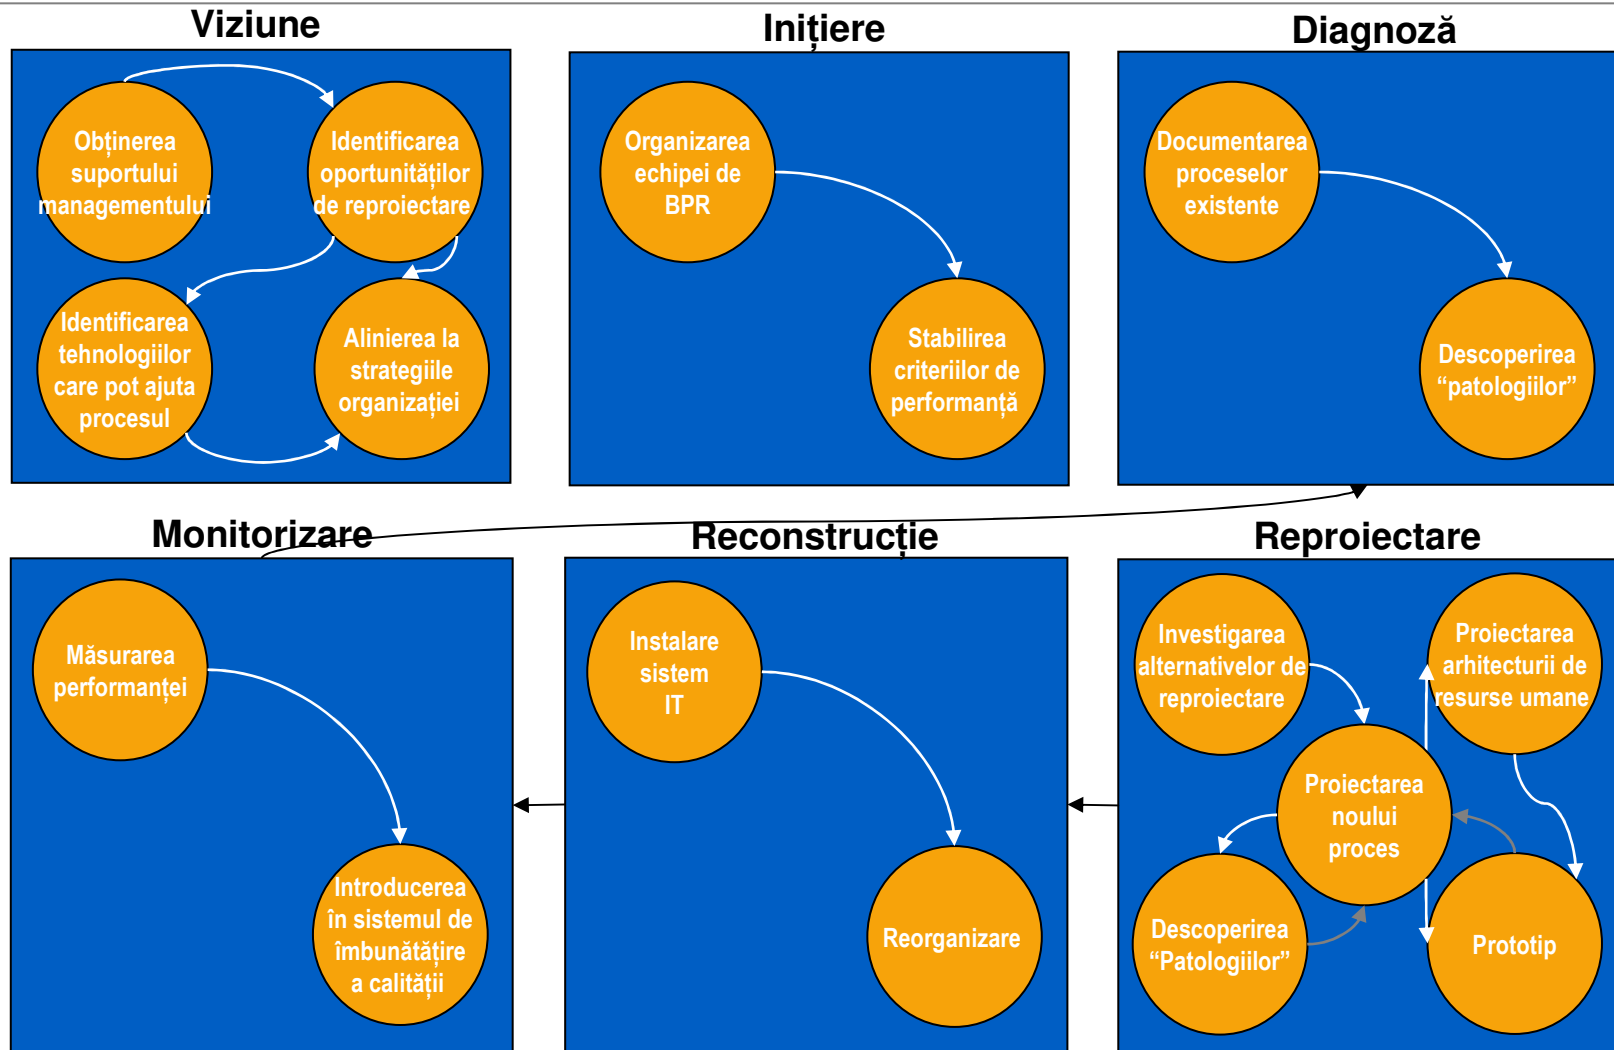 Viziune
Obținerea
suportului
managementului
Identificarea
oportunităților
de reproiectare
Identificarea
tehnologiilor
care pot ajuta
procesul
Alinierea la
strategiile
organizației
Inițiere
Organizarea
echipei de
BPR
Stabilirea
criteriilor de
performanță
Diagnoză
Documentarea
proceselor
existente
Descoperirea
“patologiilor”
Monitorizare
Măsurarea
performanței
Introducerea
în sistemul de
îmbunătățire
a calității
Reconstrucție
Instalare
sistem
IT
Reorganizare
Reproiectare
Investigarea
alternativelor de
reproiectare
Proiectarea
arhitecturii de
resurse umane
Proiectarea
noului
proces
Descoperirea
“Patologiilor”
Prototip